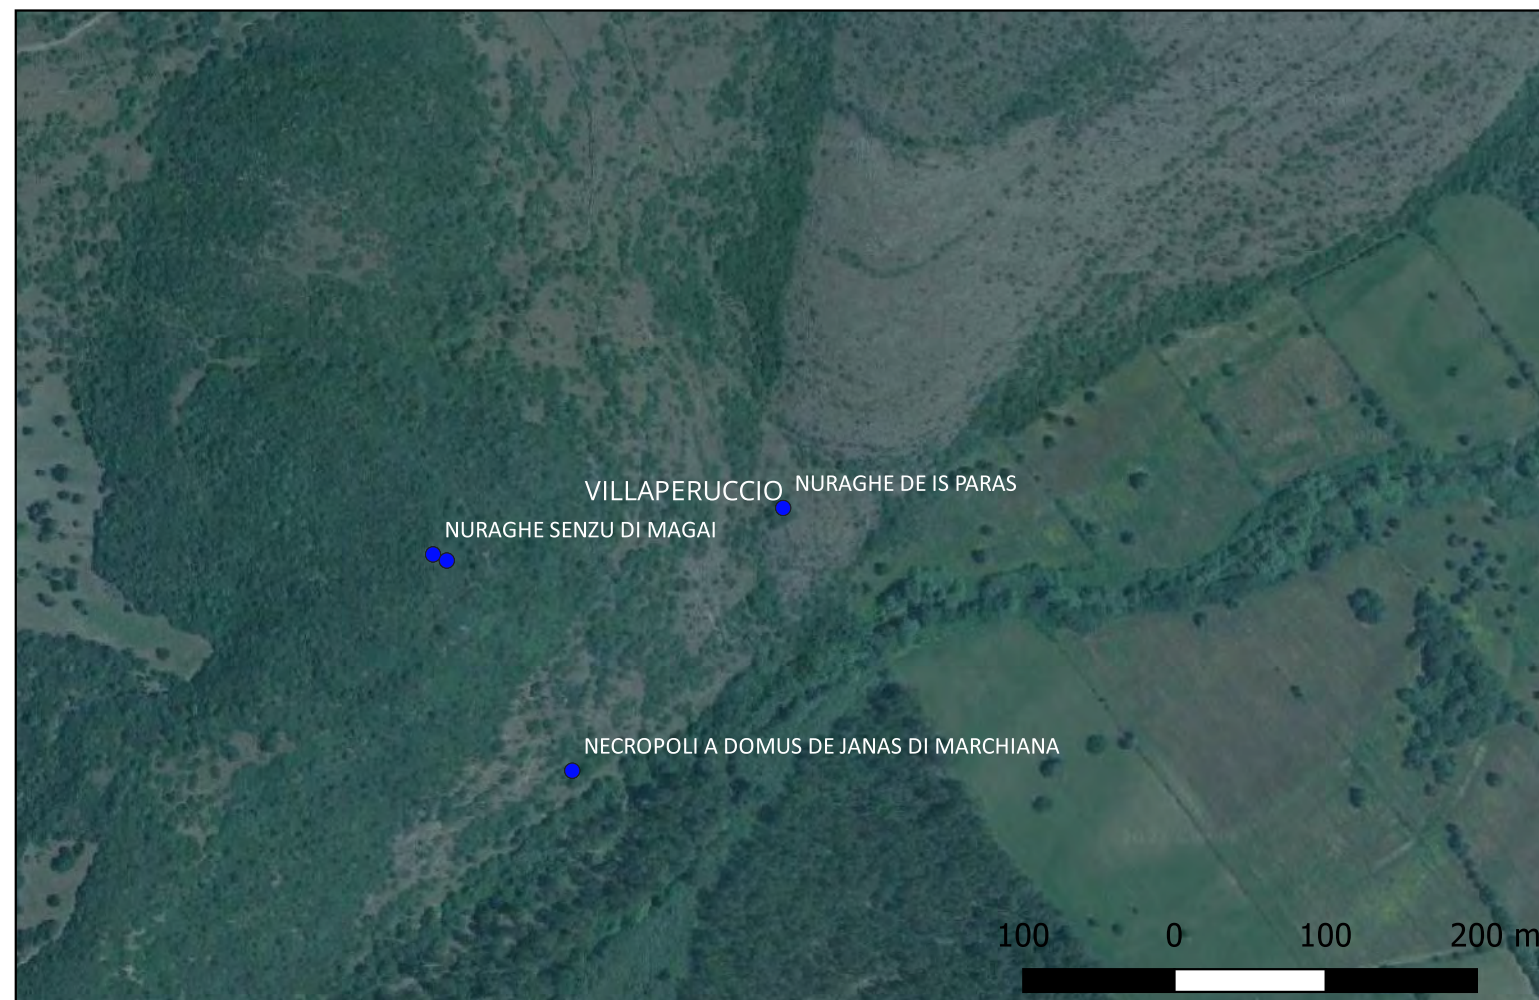 VILLAPERUCCIO
NURAGHE DE IS PARAS
NURAGHE SENZU DI MAGAI
NECROPOLI A DOMUS DE JANAS DI MARCHIANA
100 0 100 200 m